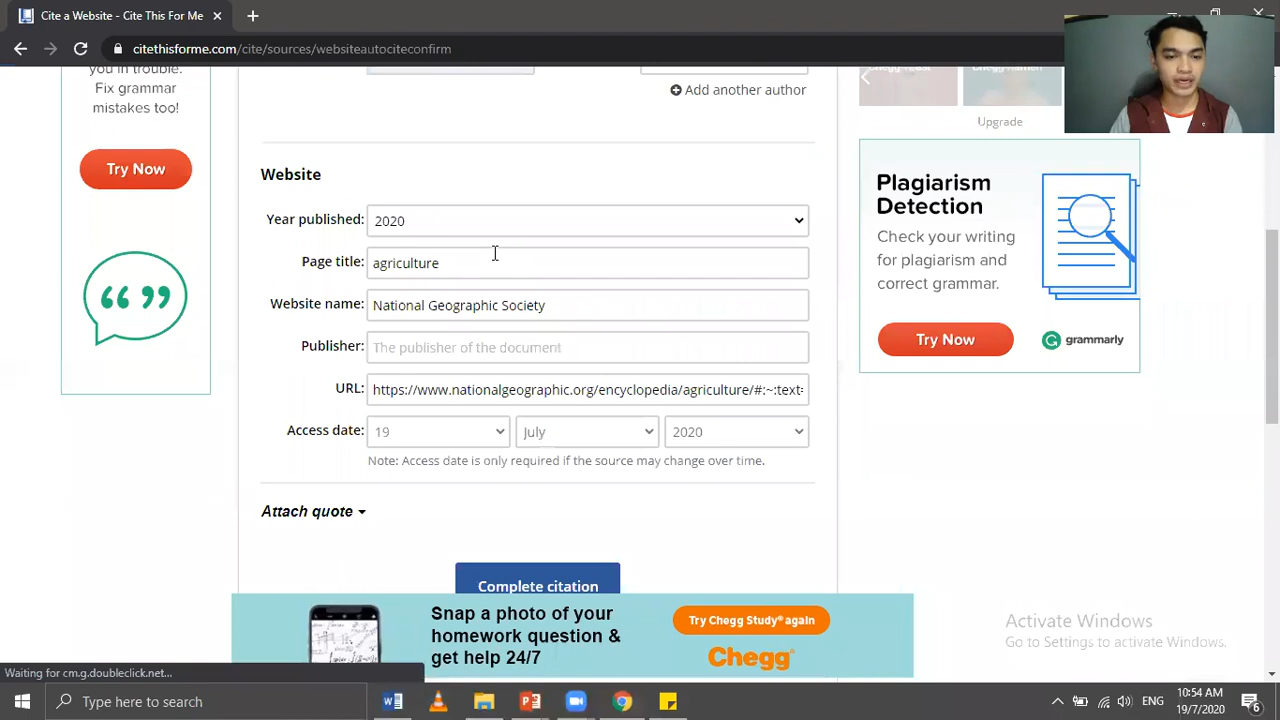 Cite a Website - Cite This For Me
citethisforme.com/cite/sources/websiteautociteconfirm
you in trouble.
Fix grammar
mistakes too!
Try Now
Add another author
Upgrade
Website
Year published: 2020
Page title: agriculture
Website name: National Geographic Society
Publisher: The publisher of the document
URL: https://www.nationalgeographic.org/encyclopedia/agriculture/#:~:text=
Access date: 19 July 2020
Note: Access date is only required if the source may change over time.
Attach quote
Complete citation
Plagiarism
Detection
Check your writing
for plagiarism and
correct grammar.
Try Now
grammarly
Snap a photo of your
homework question &
get help 24/7
Try Chegg Study® again
Chegg
Activate Windows
Go to Settings to activate Windows.
Waiting for cm.g.doubleclick.net...
Type here to search
ENG
10:54 AM
19/7/2020
6